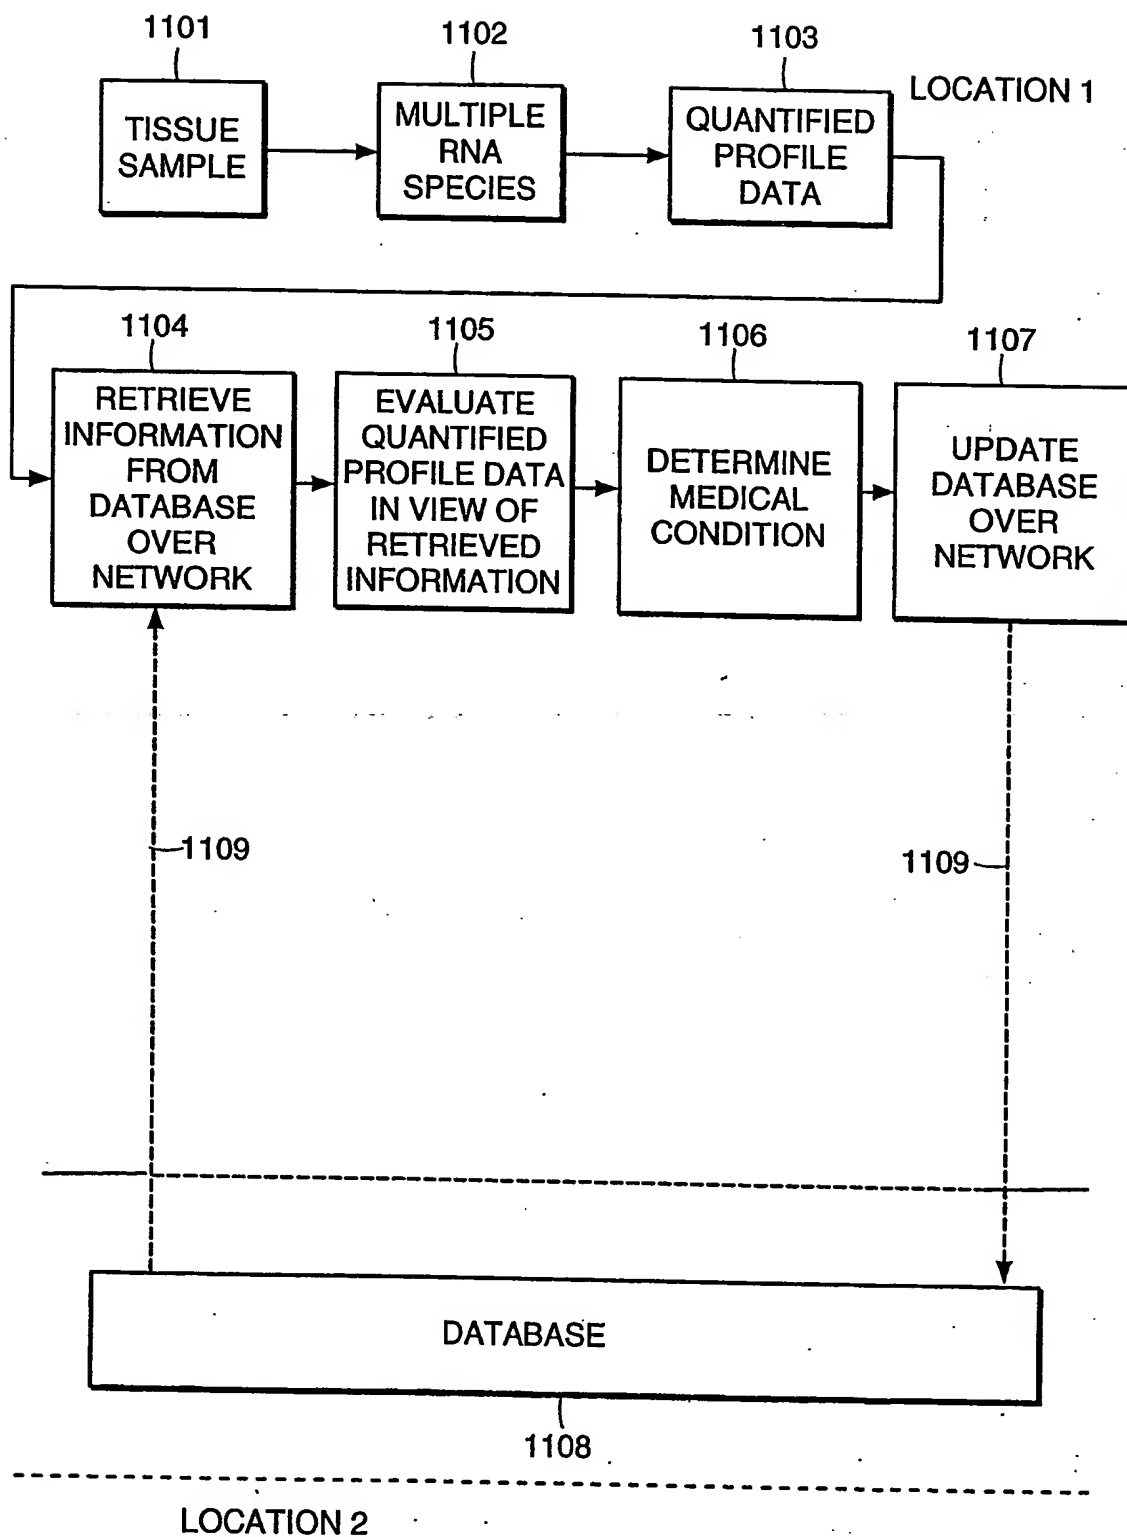 1101
1102
1103
LOCATION 1
TISSUE
SAMPLE
MULTIPLE
RNA
SPECIES
QUANTIFIED
PROFILE
DATA
1104
1105
1106
1107
RETRIEVE
INFORMATION
FROM
DATABASE
OVER
NETWORK
EVALUATE
QUANTIFIED
PROFILE DATA
IN VIEW OF
RETRIEVED
INFORMATION
DETERMINE
MEDICAL
CONDITION
UPDATE
DATABASE
OVER
NETWORK
1109
1109
DATABASE
1108
LOCATION 2